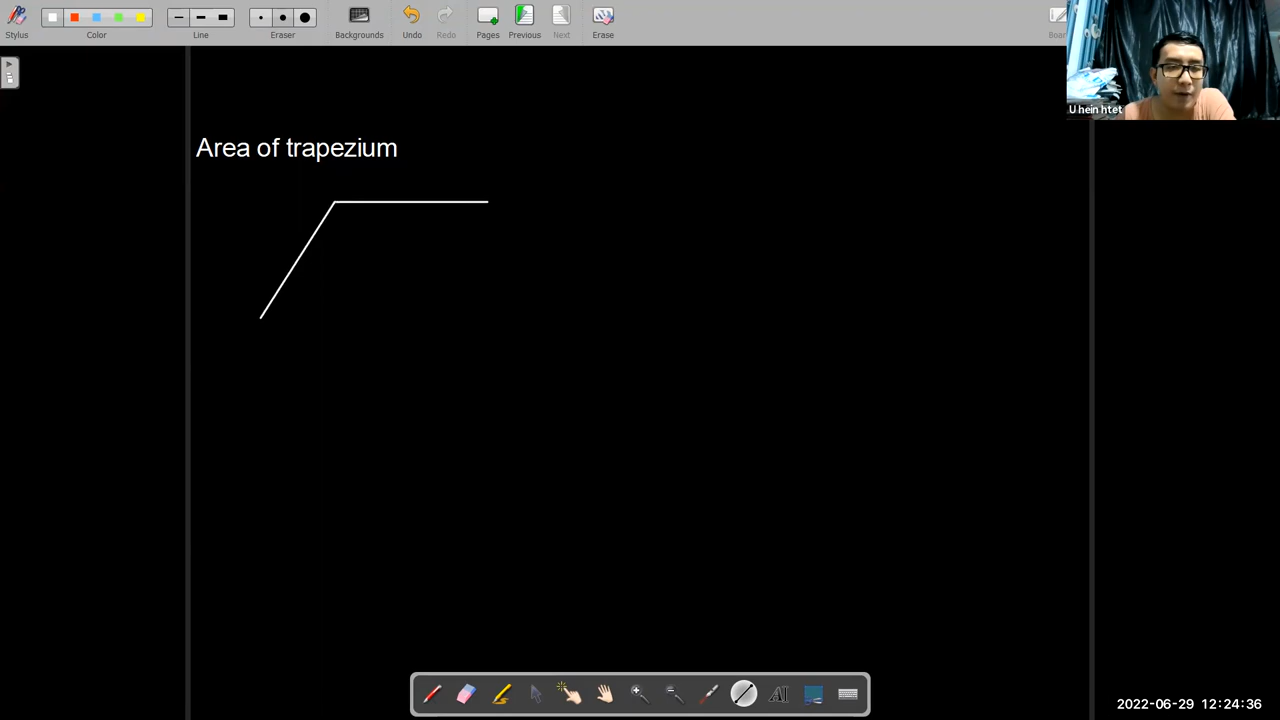 Stylus
Color
Line
Eraser
Backgrounds
Undo
Redo
Pages
Previous
Next
Erase
U hein htet
Area of trapezium
AI
2022-06-29 12:24:36